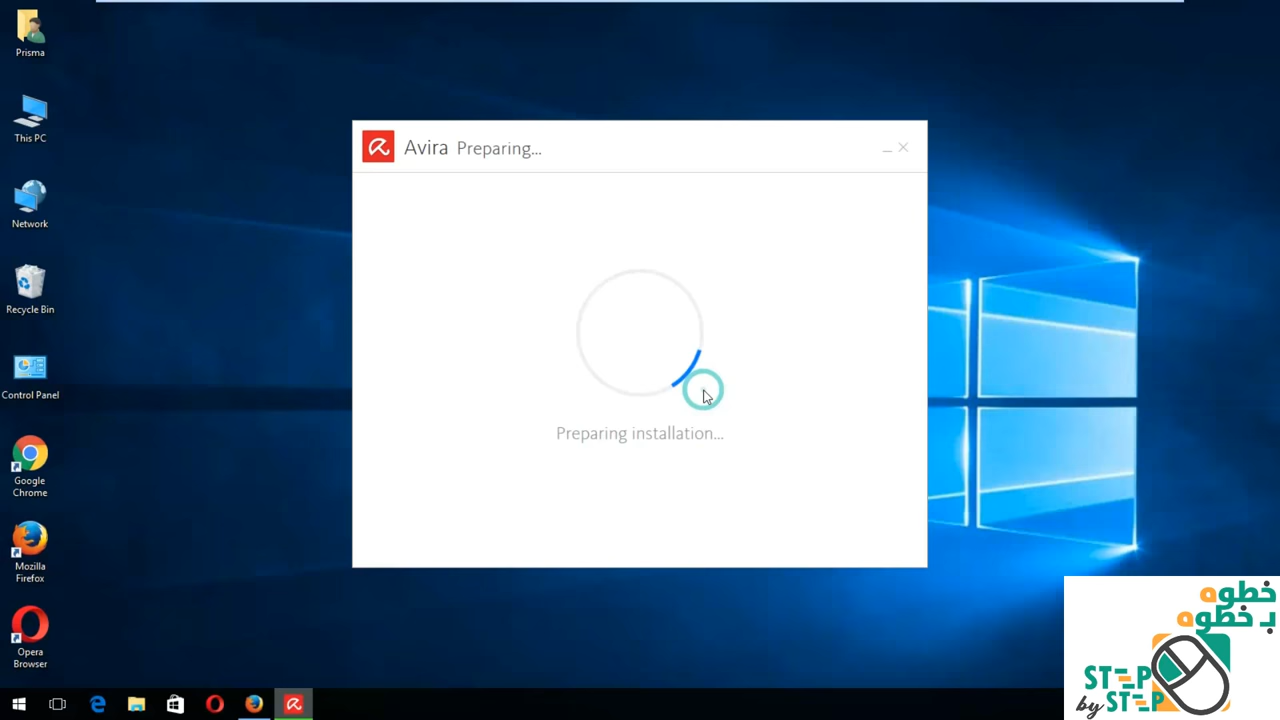 Prisma
This PC
Network
Recycle Bin
Control Panel
Google
Chrome
Mozilla
Firefox
Opera
Browser
Avira Preparing...
Preparing installation...
خطوه
بـ خطوه
STEP
by STEP